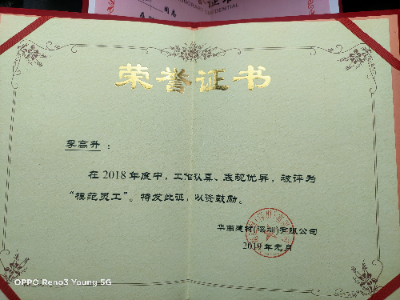 荣誉证书
李高升：
在2018年度中，工作认真、表现优异，被评为
“模范员工”。特发此证，以资鼓励。
华南建材(深圳)有限公司
2019年元月
OPPO Reno3 Young 5G